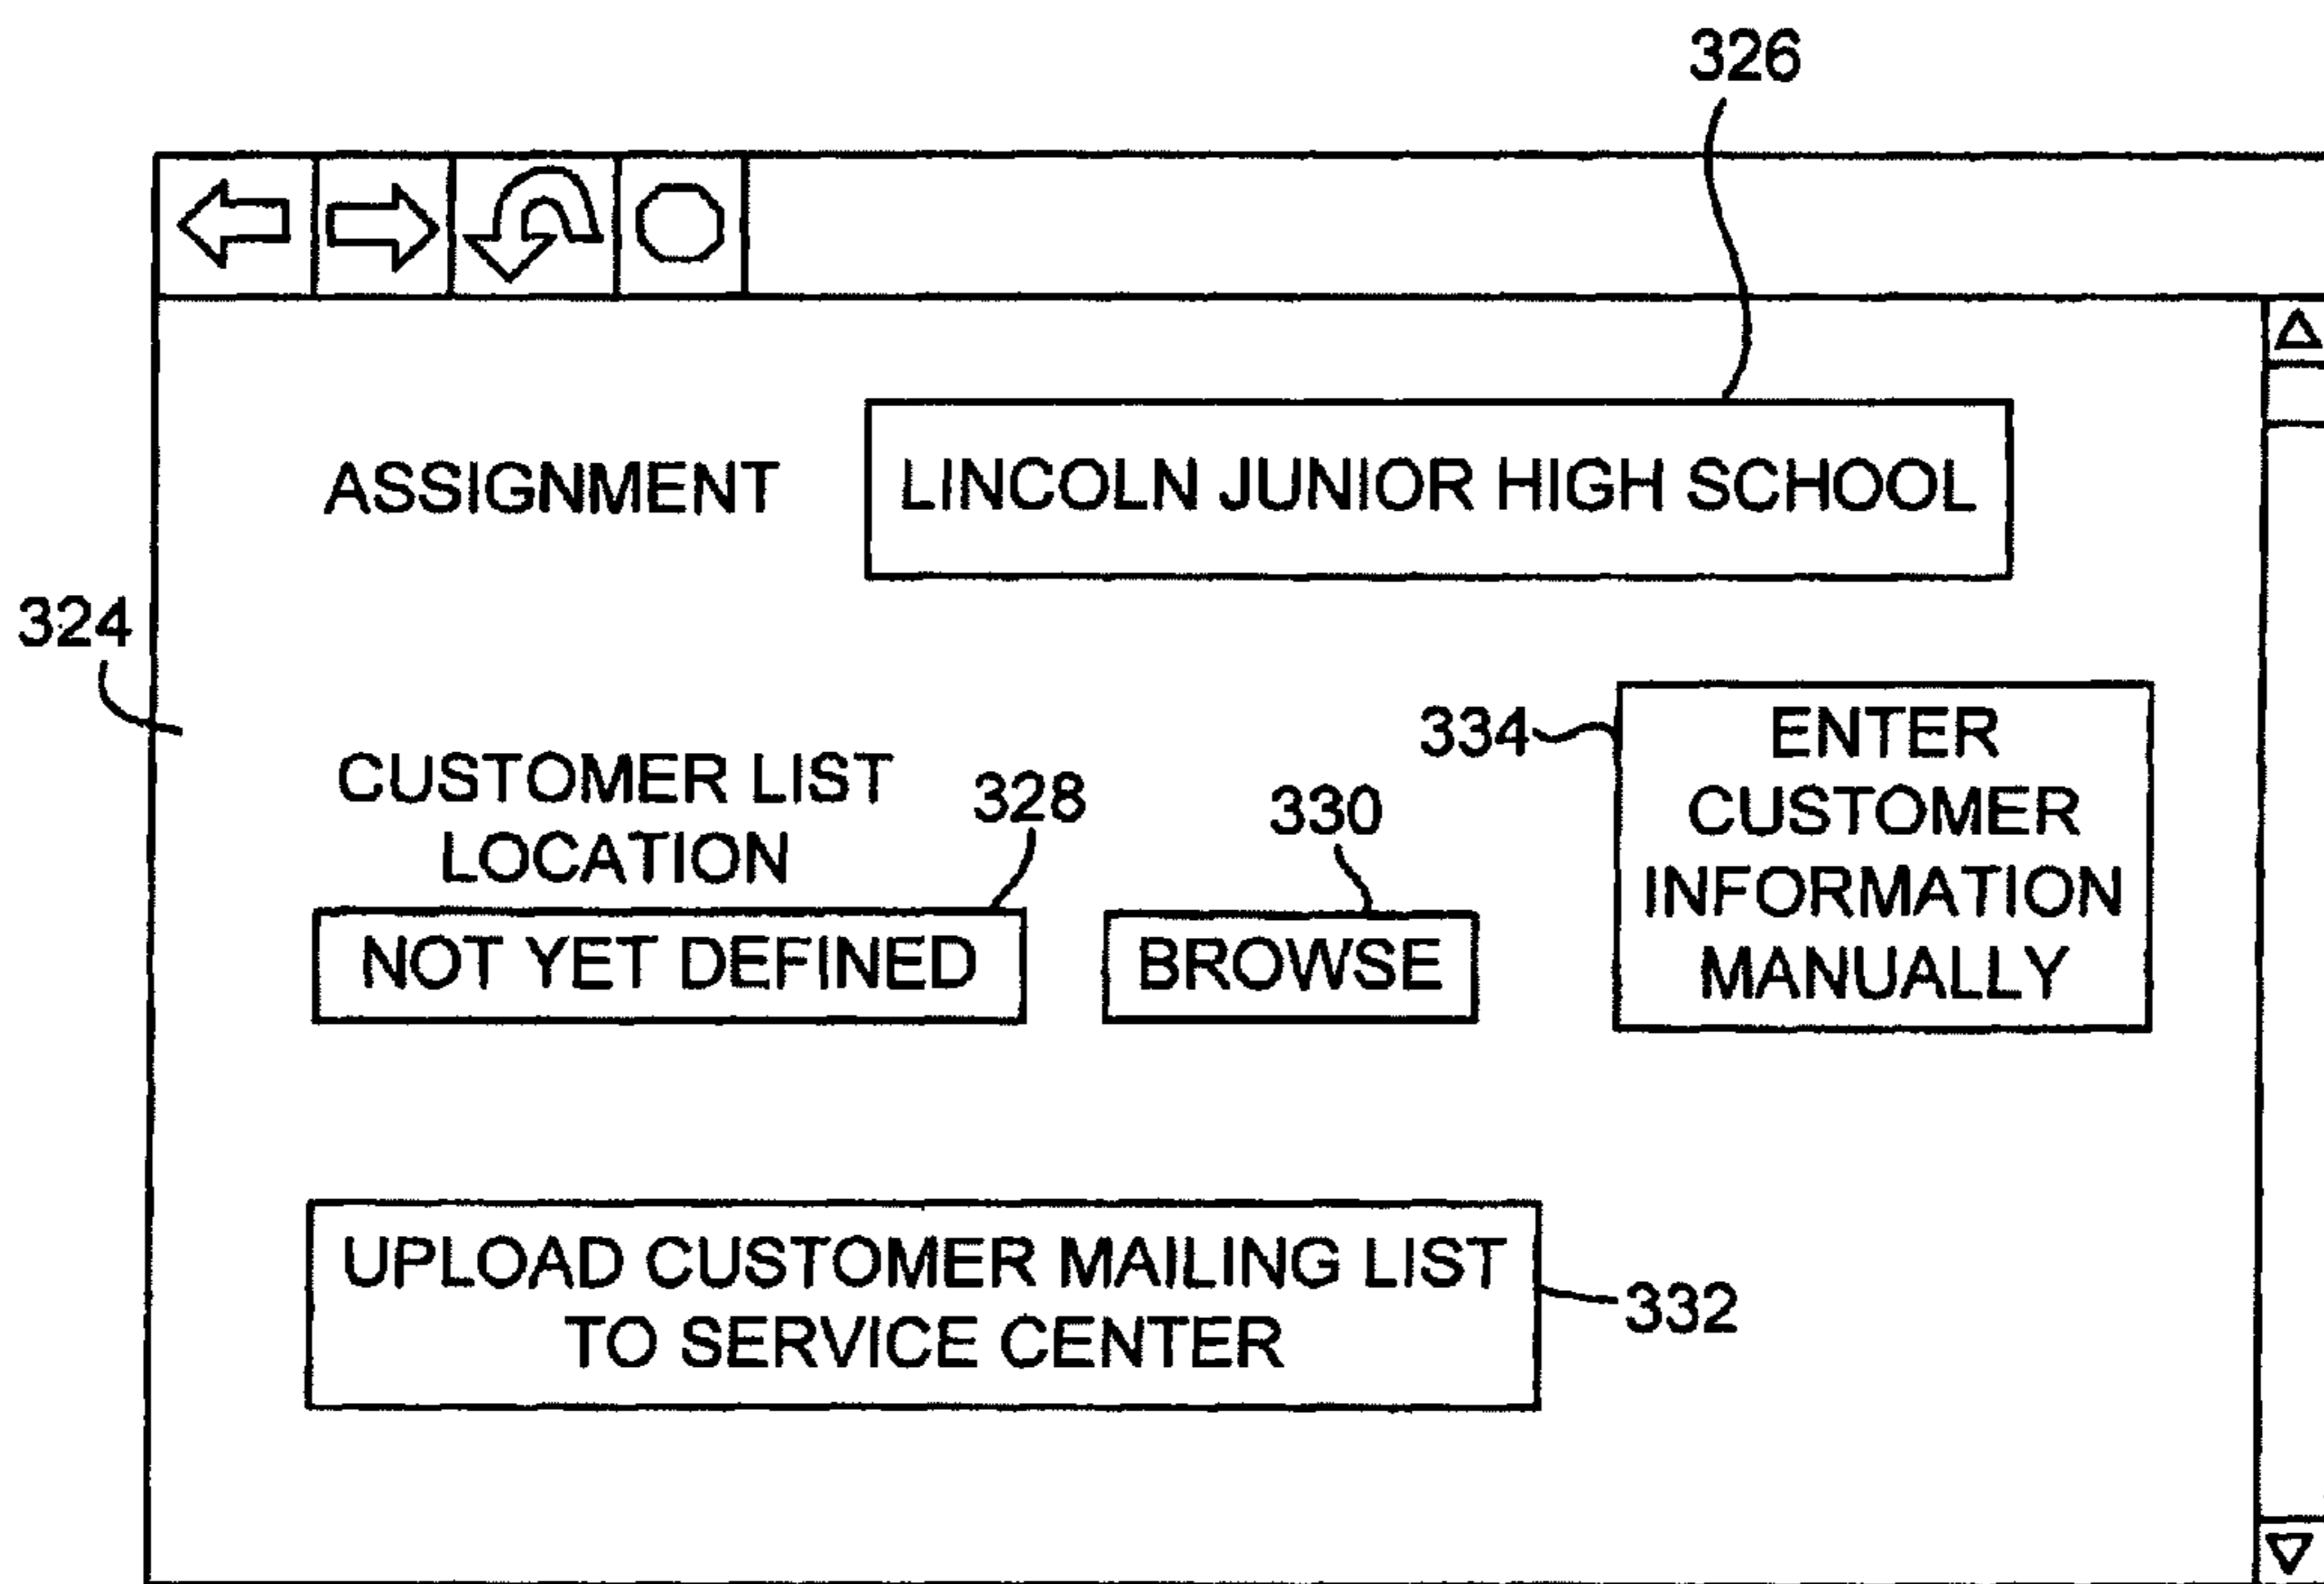 326
ASSIGNMENT
LINCOLN JUNIOR HIGH SCHOOL
324
CUSTOMER LIST
LOCATION
328
NOT YET DEFINED
330
BROWSE
334
ENTER
CUSTOMER
INFORMATION
MANUALLY
UPLOAD CUSTOMER MAILING LIST
TO SERVICE CENTER
332